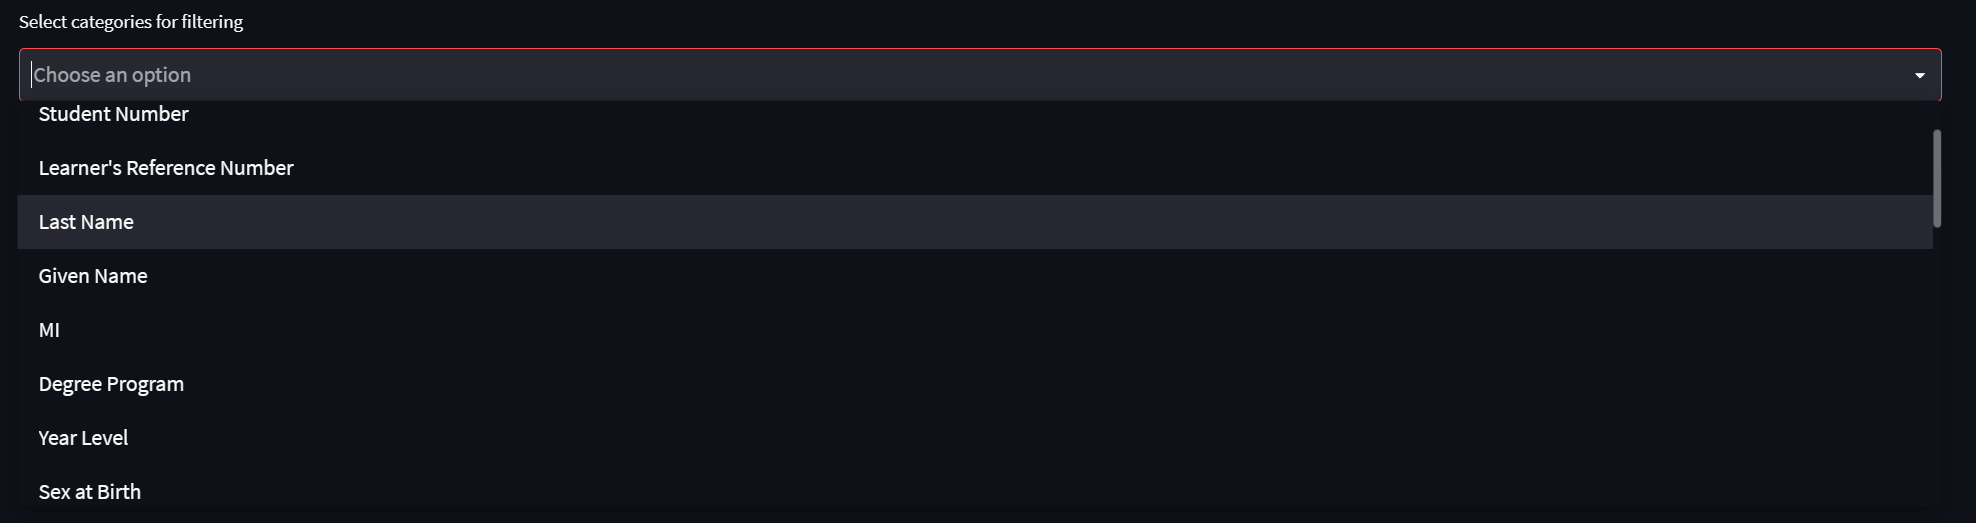 Select categories for filtering
Choose an option
Student Number
Learner's Reference Number
Last Name
Given Name
MI
Degree Program
Year Level
Sex at Birth